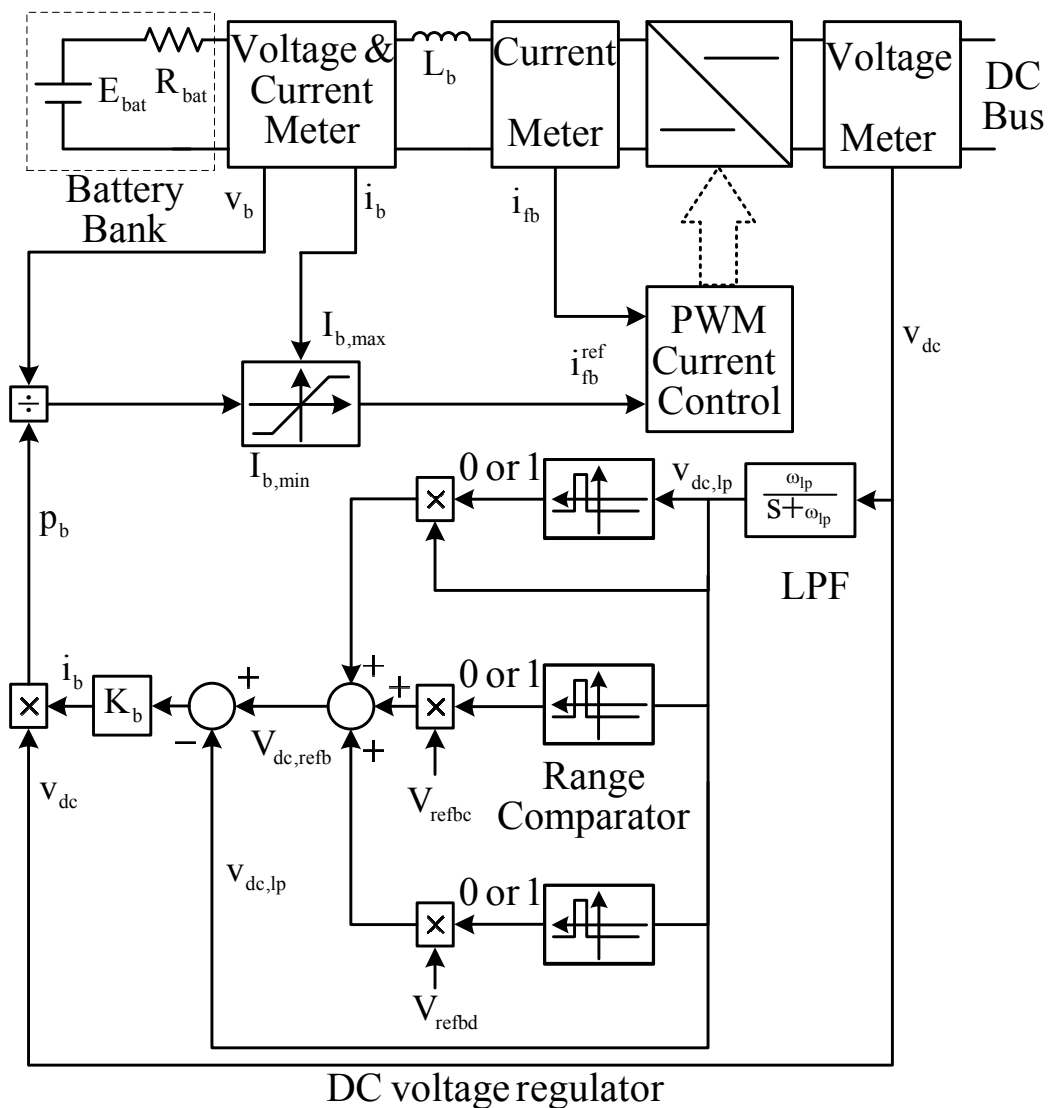 Voltage &
Current
Meter
L_b
Current
Meter
Voltage
Meter
DC
Bus
E_bat
R_bat
Battery
Bank
v_b
i_b
i_fb
I_b,max
PWM
Current
Control
i_fb^ref
v_dc
÷
I_b,min
p_b
×
0 or 1
v_dc,lp
ω_lp
s+ω_lp
LPF
i_b
×
K_b
+
−
V_dc,refb
+
+
+
×
0 or 1
V_refbc
Range
Comparator
v_dc
v_dc,lp
×
0 or 1
V_refbd
DC voltage regulator